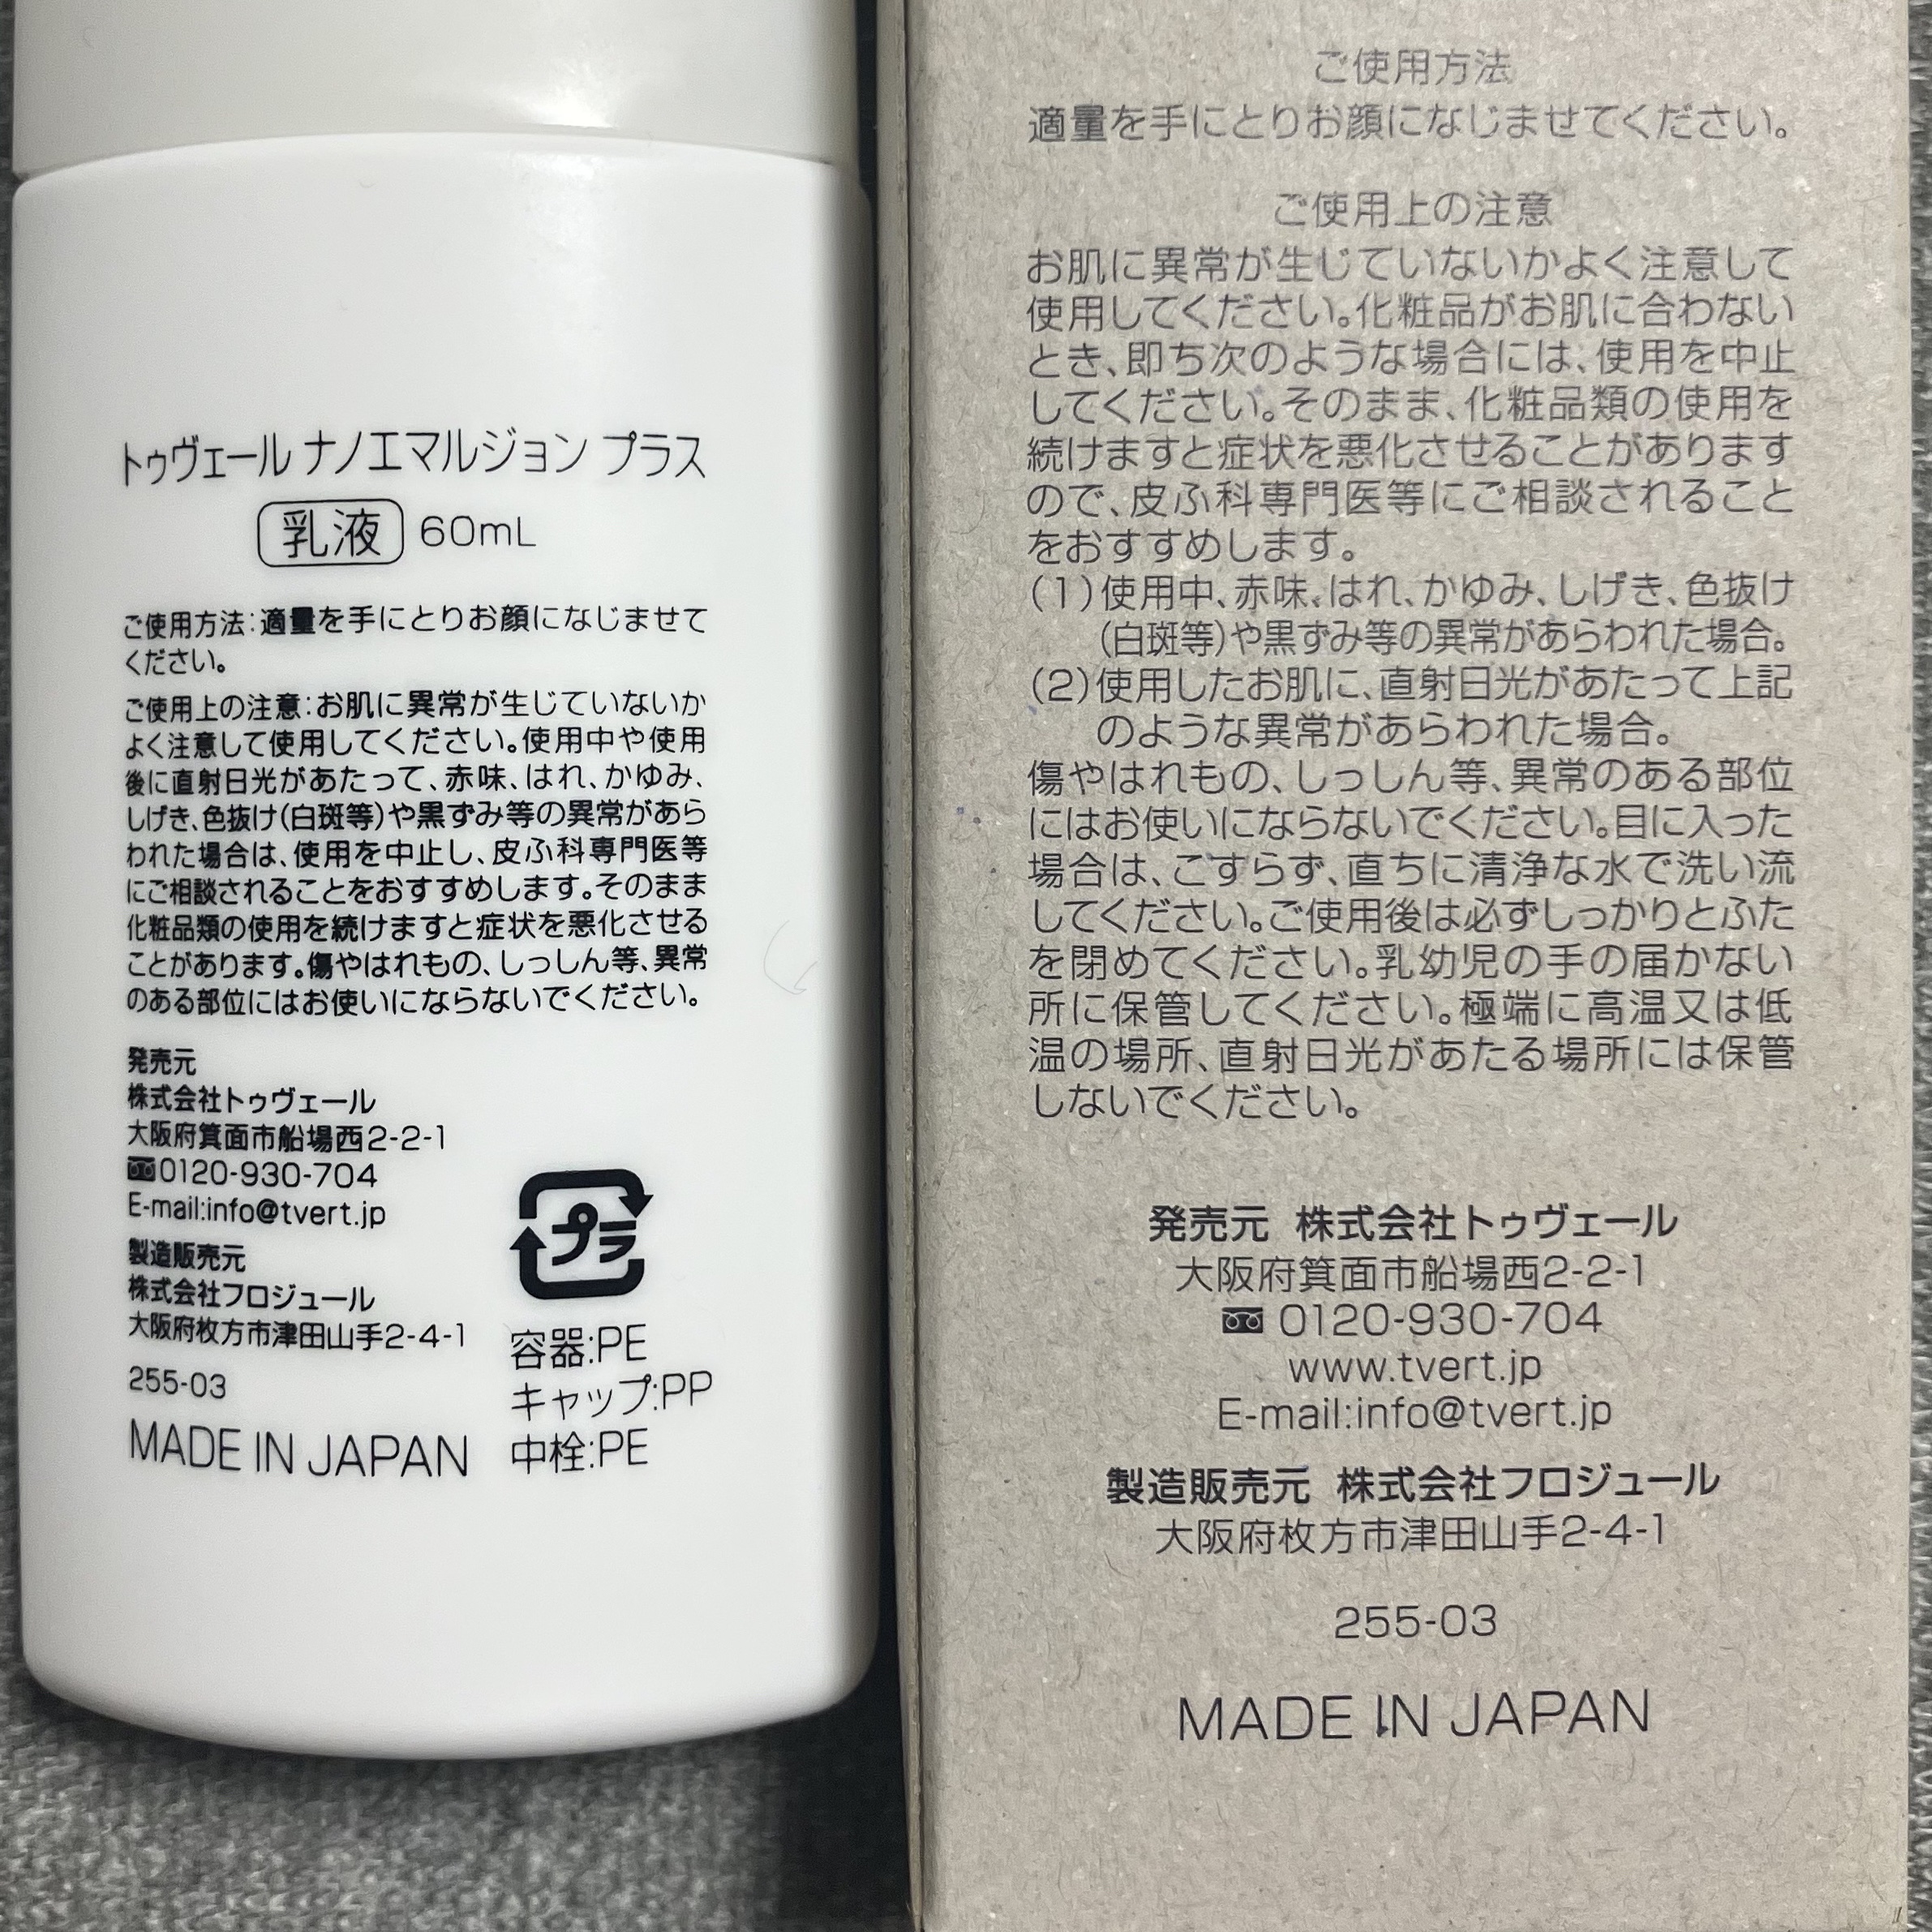 トゥヴェール ナノエマルジョン プラス
乳液 60mL
ご使用方法:適量を手にとりお顔になじませて
ください。
ご使用上の注意:お肌に異常が生じていないか
よく注意して使用してください。使用中や使用
後に直射日光があたって、赤味、はれ、かゆみ、
しげき、色抜け(白斑等)や黒ずみ等の異常があら
われた場合は、使用を中止し、皮ふ科専門医等
にご相談されることをおすすめします。そのまま
化粧品類の使用を続けますと症状を悪化させる
ことがあります。傷やはれもの、しっしん等、異常
のある部位にはお使いにならないでください。
発売元
株式会社トゥヴェール
大阪府箕面市船場西2-2-1
0120-930-704
E-mail:info@tvert.jp
製造販売元
株式会社フロジュール
大阪府枚方市津田山手2-4-1
255-03
MADE IN JAPAN
プラ
容器:PE
キャップ:PP
中栓:PE
ご使用方法
適量を手にとりお顔になじませてください。
ご使用上の注意
お肌に異常が生じていないかよく注意して
使用してください。化粧品がお肌に合わない
とき、即ち次のような場合には、使用を中止
してください。そのまま、化粧品類の使用を
続けますと症状を悪化させることがあります
ので、皮ふ科専門医等にご相談されること
をおすすめします。
(1)使用中、赤味、はれ、かゆみ、しげき、色抜け
(白斑等)や黒ずみ等の異常があらわれた場合。
(2)使用したお肌に、直射日光があたって上記
のような異常があらわれた場合。
傷やはれもの、しっしん等、異常のある部位
にはお使いにならないでください。目に入った
場合は、こすらず、直ちに清浄な水で洗い流
してください。ご使用後は必ずしっかりとふた
を閉めてください。乳幼児の手の届かない
所に保管してください。極端に高温又は低
温の場所、直射日光があたる場所には保管
しないでください。
発売元 株式会社トゥヴェール
大阪府箕面市船場西2-2-1
0120-930-704
www.tvert.jp
E-mail:info@tvert.jp
製造販売元 株式会社フロジュール
大阪府枚方市津田山手2-4-1
255-03
MADE IN JAPAN